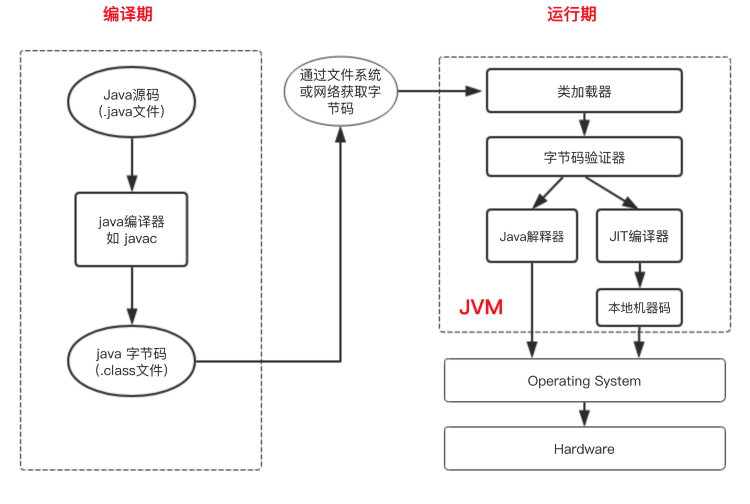 编译期
运行期
Java源码
(.java文件)
java编译器
如 javac
java 字节码
(.class文件)
通过文件系统
或网络获取字
节码
类加载器
字节码验证器
Java解释器
JIT编译器
本地机器码
JVM
Operating System
Hardware